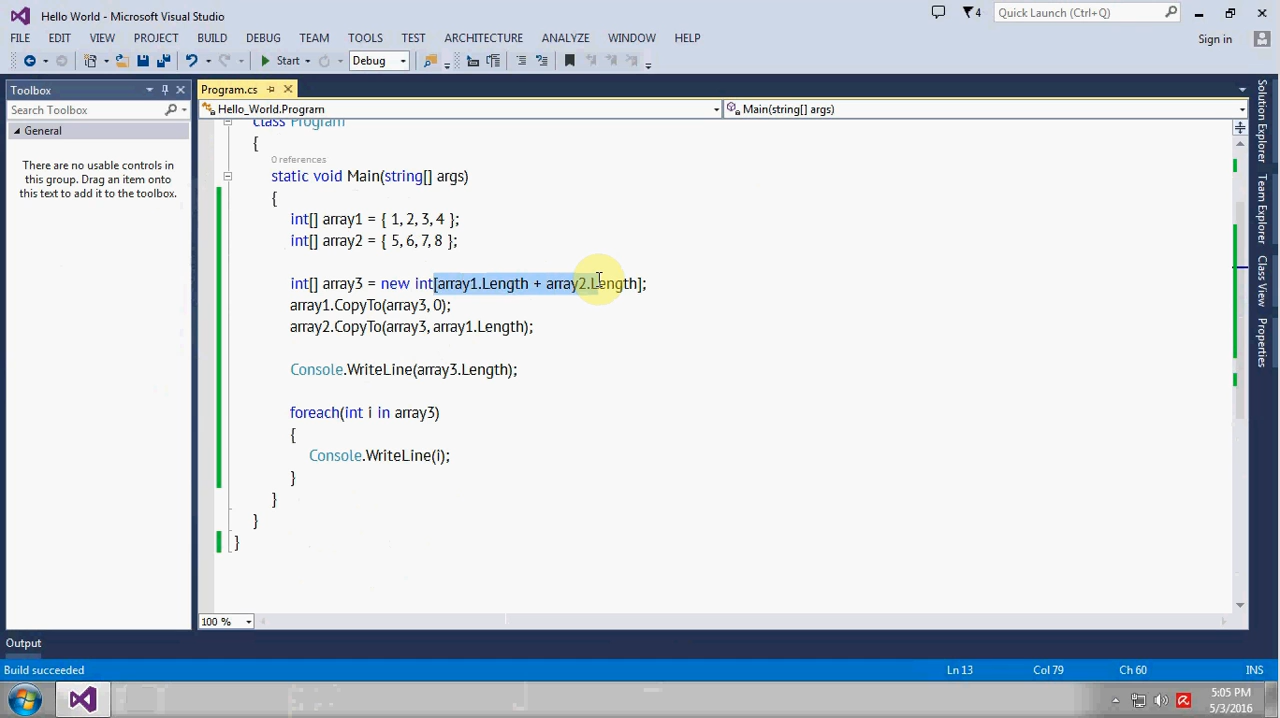 Hello World - Microsoft Visual Studio
4
Quick Launch (Ctrl+Q)
FILE EDIT VIEW PROJECT BUILD DEBUG TEAM TOOLS TEST ARCHITECTURE ANALYZE WINDOW HELP
Sign in
Start Debug
Toolbox
Search Toolbox
General
There are no usable controls in
this group. Drag an item onto
this text to add it to the toolbox.
Program.cs
Hello_World.Program
Main(string[] args)
class Program
{
0 references
static void Main(string[] args)
{
int[] array1 = { 1, 2, 3, 4 };
int[] array2 = { 5, 6, 7, 8 };
int[] array3 = new int[array1.Length + array2.Length];
array1.CopyTo(array3, 0);
array2.CopyTo(array3, array1.Length);
Console.WriteLine(array3.Length);
foreach(int i in array3)
{
Console.WriteLine(i);
}
}
}
}
100 %
Solution Explorer
Team Explorer
Class View
Properties
Output
Build succeeded
Ln 13 Col 79 Ch 60 INS
5:05 PM
5/3/2016